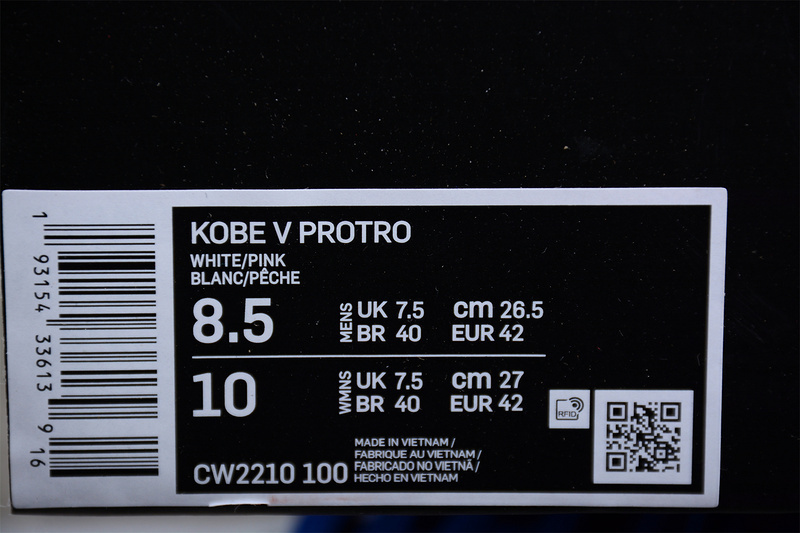 KOBE V PROTRO
WHITE/PINK
BLANC/PÊCHE
8.5 MENS UK 7.5 cm 26.5
BR 40 EUR 42
10 WMNS UK 7.5 cm 27
BR 40 EUR 42
RFID
CW2210 100
MADE IN VIETNAM /
FABRIQUE AU VIETNAM /
FABRICADO NO VIETNÃ /
HECHO EN VIETNAM
1 93154 33613 9 16